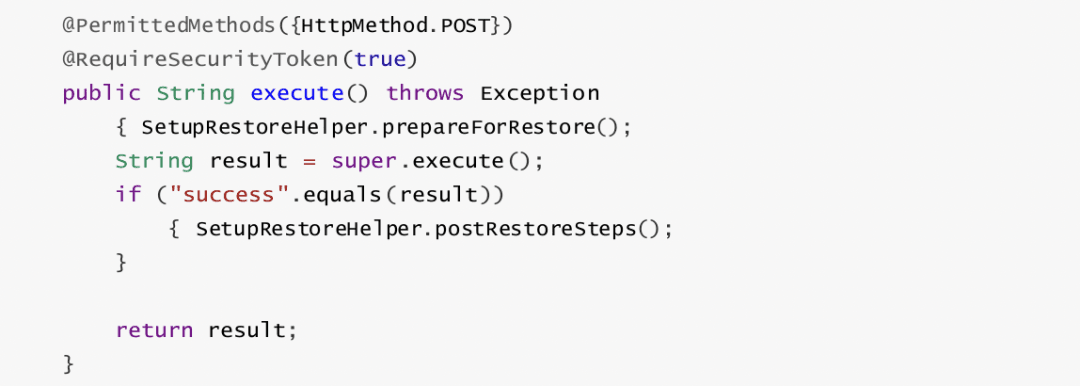 @PermittedMethods({HttpMethod.POST})
@RequireSecurityToken(true)
public String execute() throws Exception
{ SetupRestoreHelper.prepareForRestore();
String result = super.execute();
if ("success".equals(result))
{ SetupRestoreHelper.postRestoreSteps();
}
return result;
}